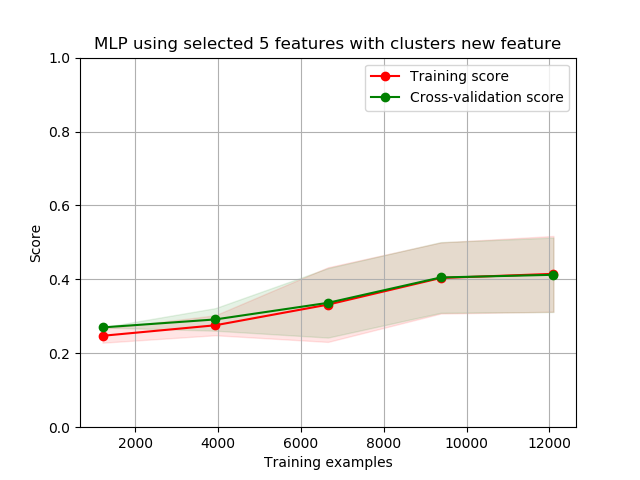 MLP using selected 5 features with clusters new feature
Training score
Cross-validation score
1.0
0.8
0.6
0.4
0.2
0.0
Score
2000 4000 6000 8000 10000 12000
Training examples